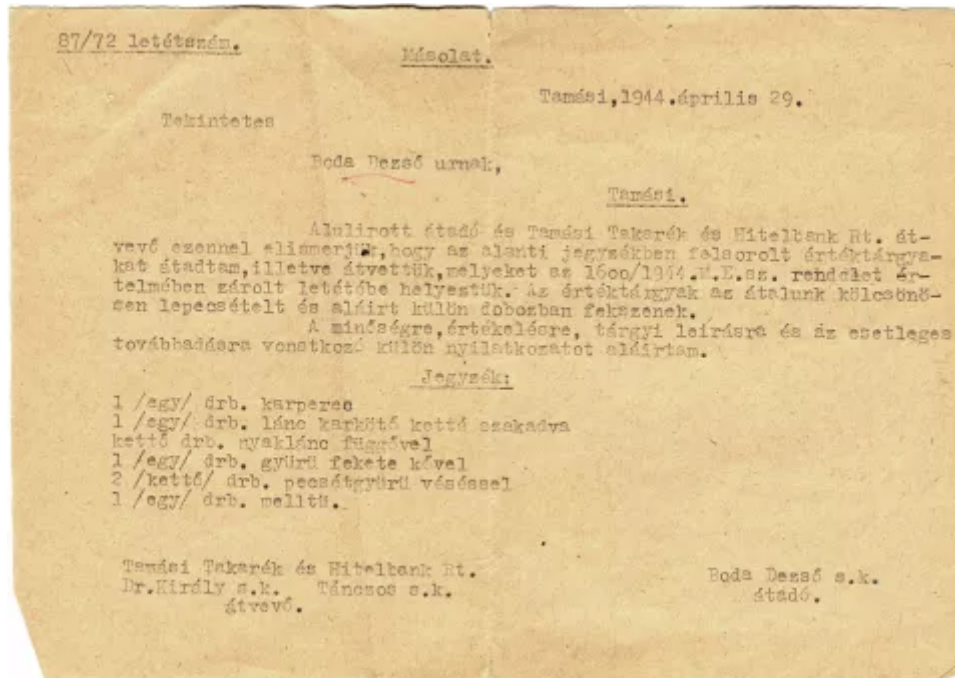 87/72 letétszám.
Másolat.
Tamási,1944.április 29.
Tekintetes
Boda Dezső urnak,
Tamási.
Alulirott átadó és Tamási Takarék és Hitelbank Rt. át-
vevő ezennel elismerjük,hogy az alanti jegyzékben felsorolt értéktárgya-
kat átadtam,illetve átvettük,melyeket az 1600/1944.M.E.sz. rendelet ér-
telmében zárolt letétébe helyeztük. Az értéktárgyak az átalunk kölcsönö-
sen lepecsételt és aláirt külön dobozban fekszenek.
A minőségre,értékelésre, tárgyi leirásra és az esetleges
továbbadásra vonatkozó külön nyilatkozatot aláirtam.
Jegyzék:
1 /egy/ drb. karperec
1 /egy/ drb. lánc karkötő kettő szakadva
kettő drb. nyaklánc függővel
1 /egy/ drb. gyürü fekete kővel
2 /kettő/ drb. pecsétgyürü véséssel
1 /egy/ drb. melltü.
Tamási Takarék és Hitelbank Rt.
Dr.Király s.k. Tánczos s.k.
átvevő.
Boda Dezső s.k.
átadó.